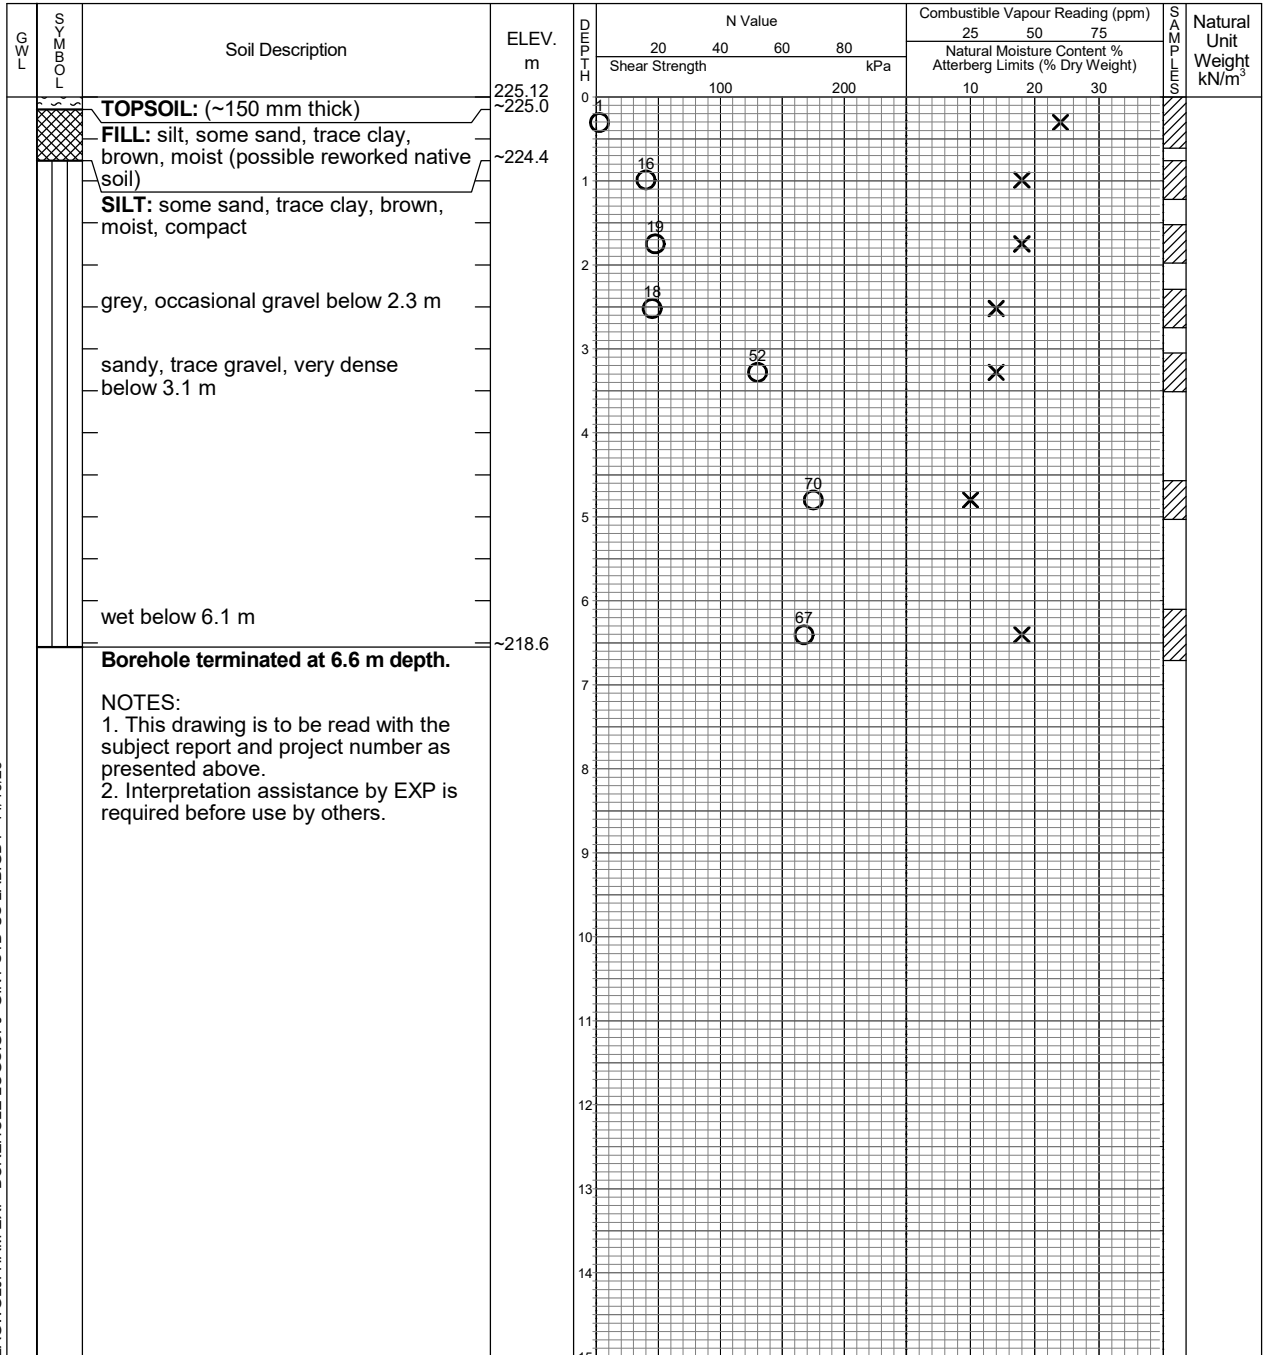 GWL
SYMBOL
Soil Description
ELEV.
m
DEPTH
N Value
20 40 60 80
Shear Strength kPa
100 200
Combustible Vapour Reading (ppm)
25 50 75
Natural Moisture Content %
Atterberg Limits (% Dry Weight)
10 20 30
SAMPLES
Natural
Unit
Weight
kN/m³
225.12
TOPSOIL: (~150 mm thick)
~225.0
FILL: silt, some sand, trace clay,
brown, moist (possible reworked native
soil)
~224.4
SILT: some sand, trace clay, brown,
moist, compact
grey, occasional gravel below 2.3 m
sandy, trace gravel, very dense
below 3.1 m
wet below 6.1 m
~218.6
Borehole terminated at 6.6 m depth.
NOTES:
1. This drawing is to be read with the
subject report and project number as
presented above.
2. Interpretation assistance by EXP is
required before use by others.
0
1
2
3
4
5
6
7
8
9
10
11
12
13
14
15
1
16
19
18
52
70
67